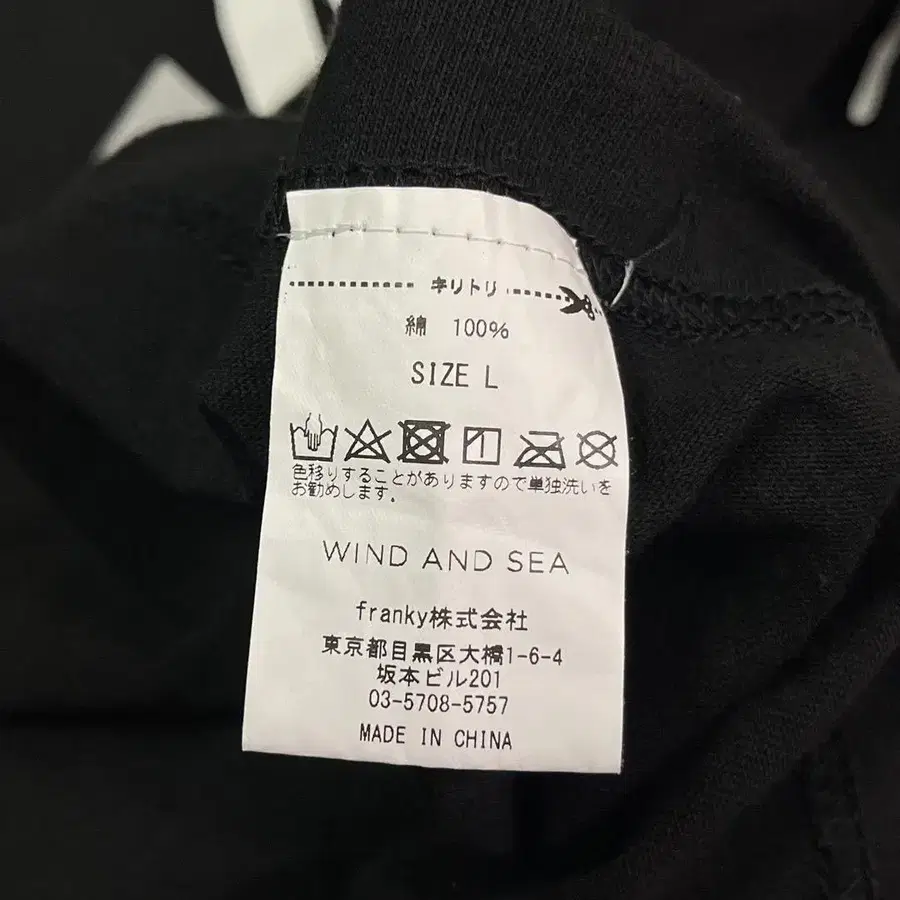 キリトリ
綿 100%
SIZE L
色移りすることがありますので単独洗いを
お勧めします。
WIND AND SEA
franky株式会社
東京都目黒区大橋1-6-4
坂本ビル201
03-5708-5757
MADE IN CHINA